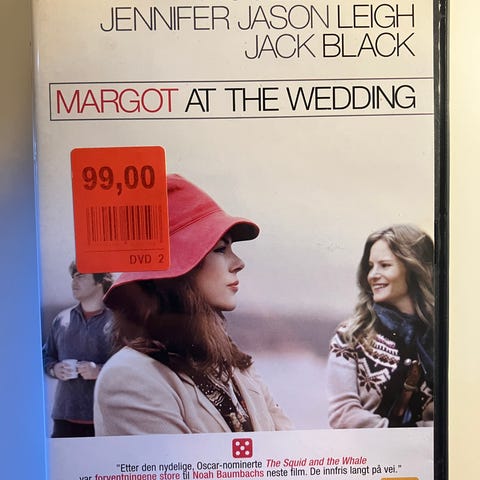 JENNIFER JASON LEIGH
JACK BLACK
MARGOT AT THE WEDDING
99,00
DVD 2
"Etter den nydelige, Oscar-nominerte The Squid and the Whale
var forventningene store til Noah Baumbachs neste film. De innfris langt på vei."